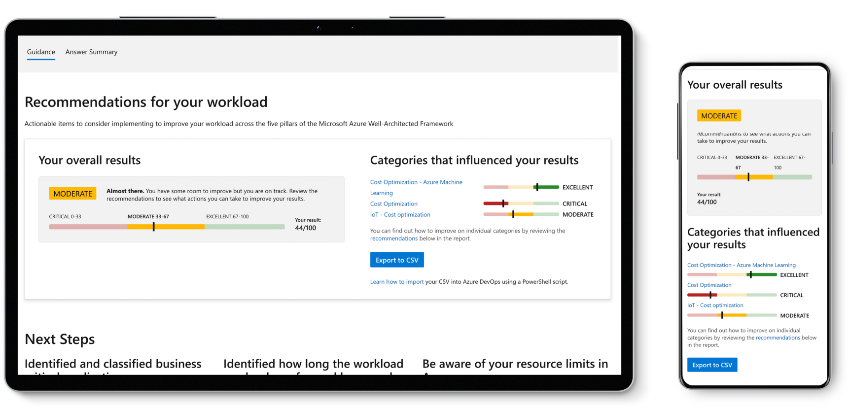 Guidance Answer Summary
Recommendations for your workload
Actionable items to consider implementing to improve your workload across the five pillars of the Microsoft Azure Well-Architected Framework
Your overall results
MODERATE
Almost there. You have some room to improve but you are on track. Review the
recommendations to see what actions you can take to improve your results.
CRITICAL 0-33 MODERATE 33-67 EXCELLENT 67-100
Your result:
44/100
Categories that influenced your results
Cost Optimization - Azure Machine
Learning
EXCELLENT
Cost Optimization
CRITICAL
IoT - Cost optimization
MODERATE
You can find out how to improve on individual categories by reviewing the
recommendations below in the report.
Export to CSV
Learn how to import your CSV into Azure DevOps using a PowerShell script.
Next Steps
Identified and classified business
Identified how long the workload
Be aware of your resource limits in
Your overall results
MODERATE
Recommendations to see what actions you can
take to improve your results.
CRITICAL 0-33 MODERATE 33- EXCELLENT 67-
67 100
Your result:
44/100
Categories that influenced
your results
Cost Optimization - Azure Machine Learning
EXCELLENT
Cost Optimization
CRITICAL
IoT - Cost optimization
MODERATE
You can find out how to improve on individual
categories by reviewing the recommendations below
in the report.
Export to CSV